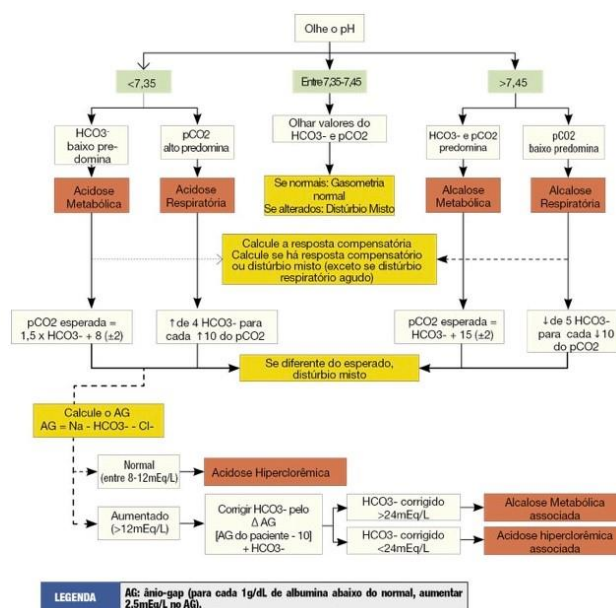 Olhe o pH
<7,35
Entre 7,35-7,45
>7,45
HCO3-
baixo pre-
domina
pCO2
alto predomina
Olhar valores do
HCO3- e pCO2
HCO3- e pCO2
predomina
pCO2
baixo predomina
Acidose
Metabólica
Acidose
Respiratória
Se normais: Gasometria
normal
Se alterados: Distúrbio Misto
Alcalose
Metabólica
Alcalose
Respiratória
Calcule a resposta compensatória
Calcule se há resposta compensatória
ou distúrbio misto (exceto se distúrbio
respiratório agudo)
pCO2 esperada =
1,5 x HCO3- + 8 (±2)
↑ de 4 HCO3- para
cada ↑10 do pCO2
pCO2 esperada =
HCO3- + 15 (±2)
↓ de 5 HCO3-
para cada ↓10
do pCO2
Se diferente do esperado,
distúrbio misto
Calcule o AG
AG = Na - HCO3- - Cl-
Normal
(entre 8-12mEq/L)
Acidose Hiperclorêmica
Aumentado
(>12mEq/L)
Corrigir HCO3- pelo
Δ AG
[AG do paciente - 10]
+ HCO3-
HCO3- corrigido
>24mEq/L
Alcalose Metabólica
associada
HCO3- corrigido
<24mEq/L
Acidose hiperclorêmica
associada
LEGENDA
AG: ânio-gap (para cada 1g/dL de albumina abaixo do normal, aumentar
2,5mEq/L no AG).